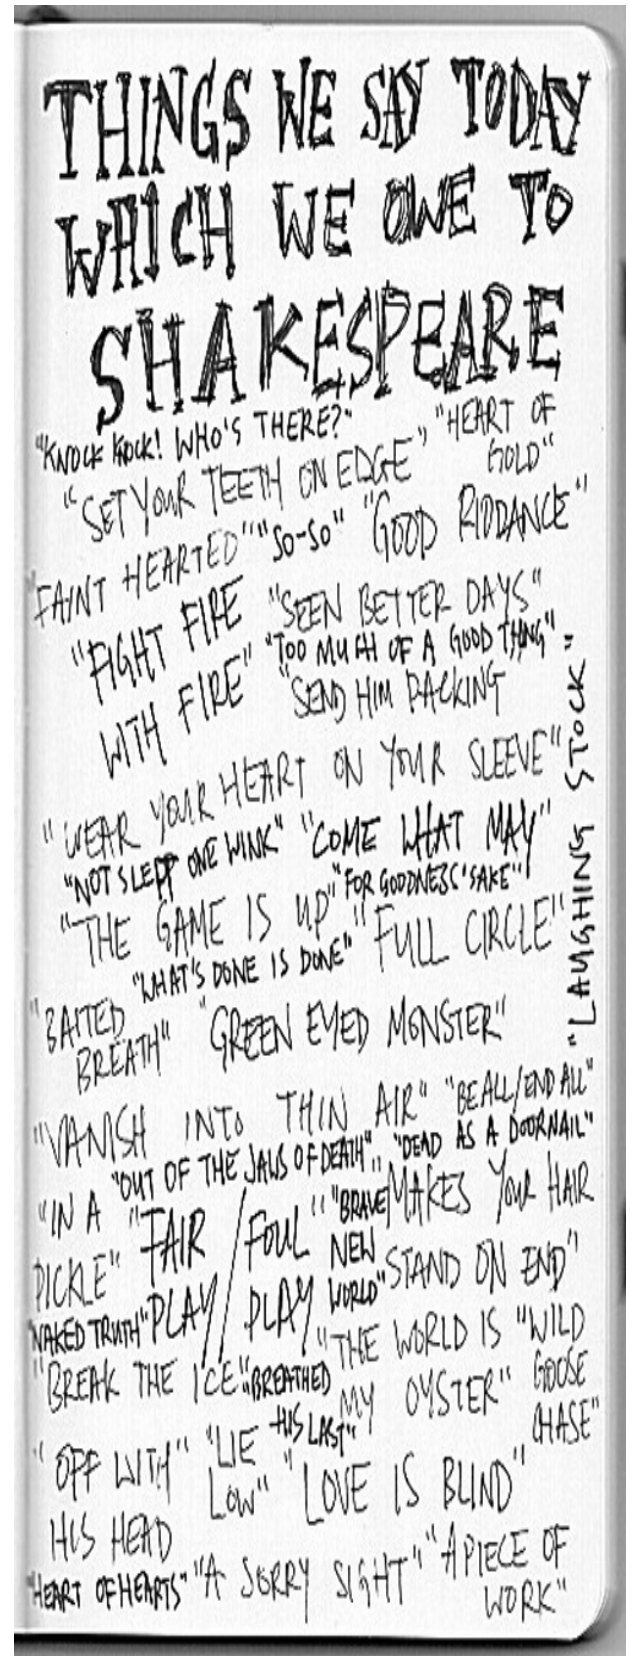 THINGS WE SAY TODAY
WHICH WE OWE TO
SHAKESPEARE
"KNOCK KNOCK! WHO'S THERE?" "HEART OF
GOLD"
"SET YOUR TEETH ON EDGE"
"FAINT HEARTED" "SO-SO" "GOOD RIDDANCE"
"FIGHT FIRE
WITH FIRE"
"SEEN BETTER DAYS"
"TOO MUCH OF A GOOD THING"
"SEND HIM PACKING
"LAUGHING STOCK"
"WEAR YOUR HEART ON YOUR SLEEVE"
"NOT SLEPT ONE WINK" "COME WHAT MAY"
"THE GAME IS UP" "FOR GOODNESS' SAKE"
"WHAT'S DONE IS DONE" "FULL CIRCLE"
"BAITED
BREATH"
"GREEN EYED MONSTER"
"VANISH INTO THIN AIR" "BE ALL/END ALL"
"OUT OF THE JAWS OF DEATH" "DEAD AS A DOORNAIL"
"IN A
PICKLE"
"FAIR / FOUL
PLAY / PLAY
"BRAVE
NEW
WORLD"
MAKES YOUR HAIR
STAND ON END"
"NAKED TRUTH"
"BREAK THE ICE" "BREATHED
HIS LAST"
"THE WORLD IS
MY OYSTER"
"WILD
GOOSE
CHASE"
"OFF WITH"
HIS HEAD
"LIE
LOW"
"LOVE IS BLIND"
"HEART OF HEARTS" "A SORRY SIGHT" "A PIECE OF
WORK"